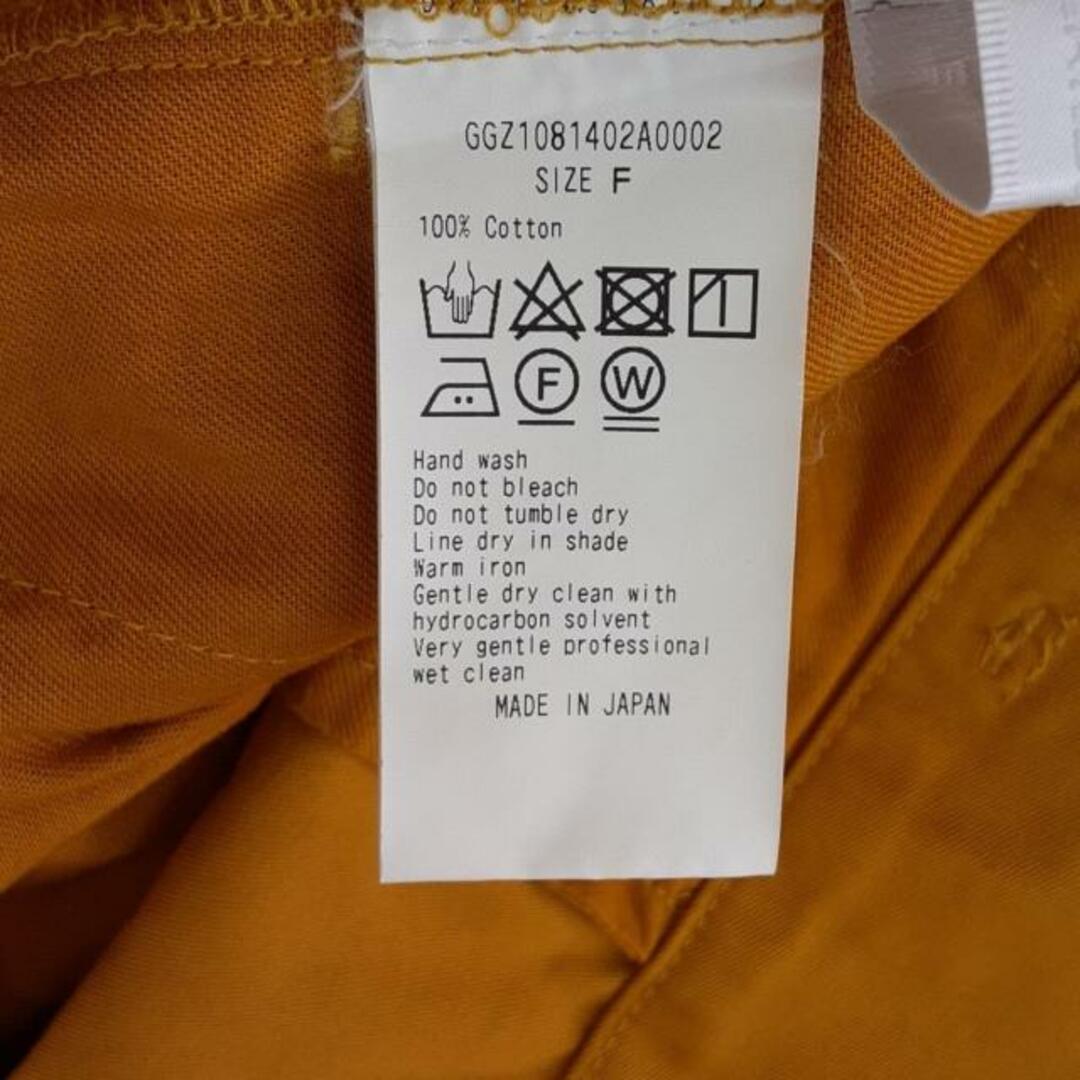 GGZ1081402A0002
SIZE F
100% Cotton
F W
Hand wash
Do not bleach
Do not tumble dry
Line dry in shade
Warm iron
Gentle dry clean with
hydrocarbon solvent
Very gentle professional
wet clean
MADE IN JAPAN